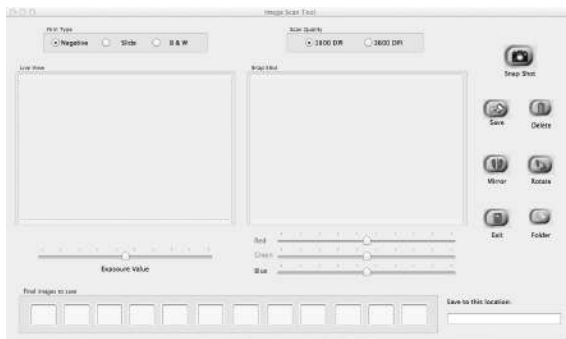 Image Scan Tool
Film Type
Negative Slide B & W
Scan Quality
1800 DPI 3600 DPI
Snap Shot
Live View
Snap Shot
Save Delete
Mirror Rotate
Exit Folder
Red
Green
Blue
Exposure Value
Final images to save
Save to this location: